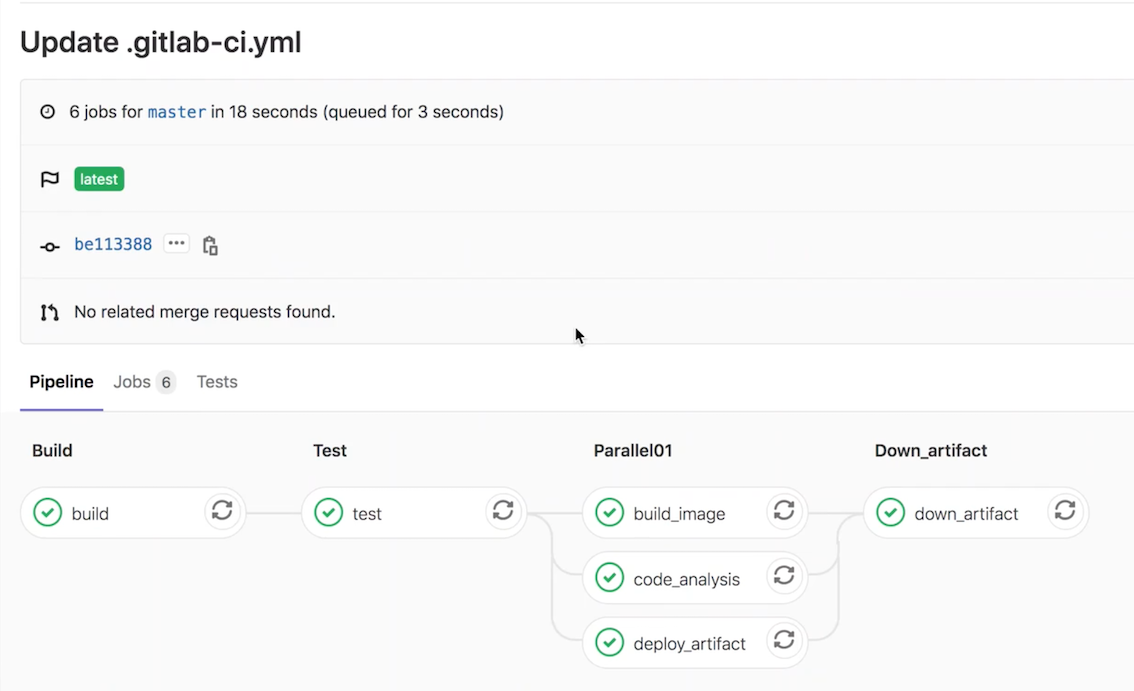 Update .gitlab-ci.yml
6 jobs for master in 18 seconds (queued for 3 seconds)
latest
be113388 ···
No related merge requests found.
Pipeline Jobs 6 Tests
Build Test Parallel01 Down_artifact
build test build_image down_artifact
code_analysis
deploy_artifact